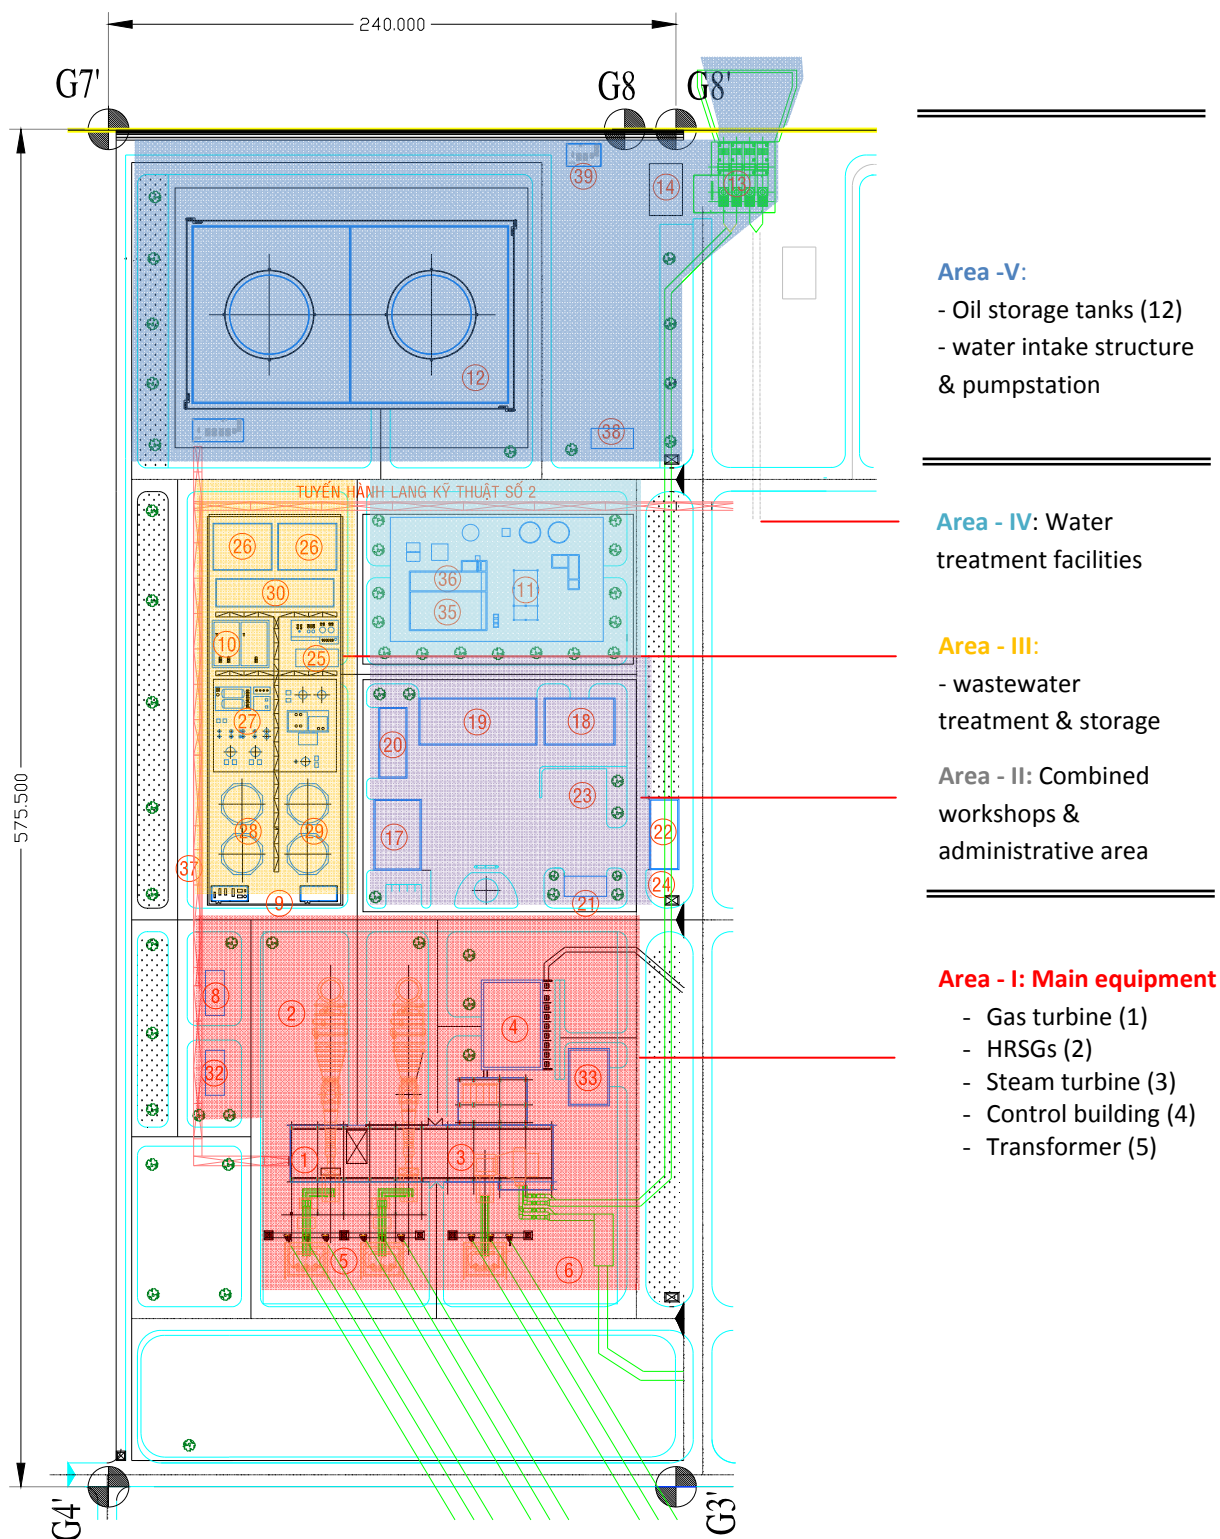 240.000
G7'
G8
G8'
575.500
39
14
13
12
38
TUYẾN HÀNH LANG KỸ THUẬT SỐ 2
26
26
30
36
11
35
10
25
27
19
18
20
23
28
29
17
22
37
24
9
21
2
8
4
32
33
1
3
5
6
G4'
G3'
Area -V:
- Oil storage tanks (12)
- water intake structure
& pumpstation
Area - IV: Water
treatment facilities
Area - III:
- wastewater
treatment & storage
Area - II: Combined
workshops &
administrative area
Area - I: Main equipment
- Gas turbine (1)
- HRSGs (2)
- Steam turbine (3)
- Control building (4)
- Transformer (5)